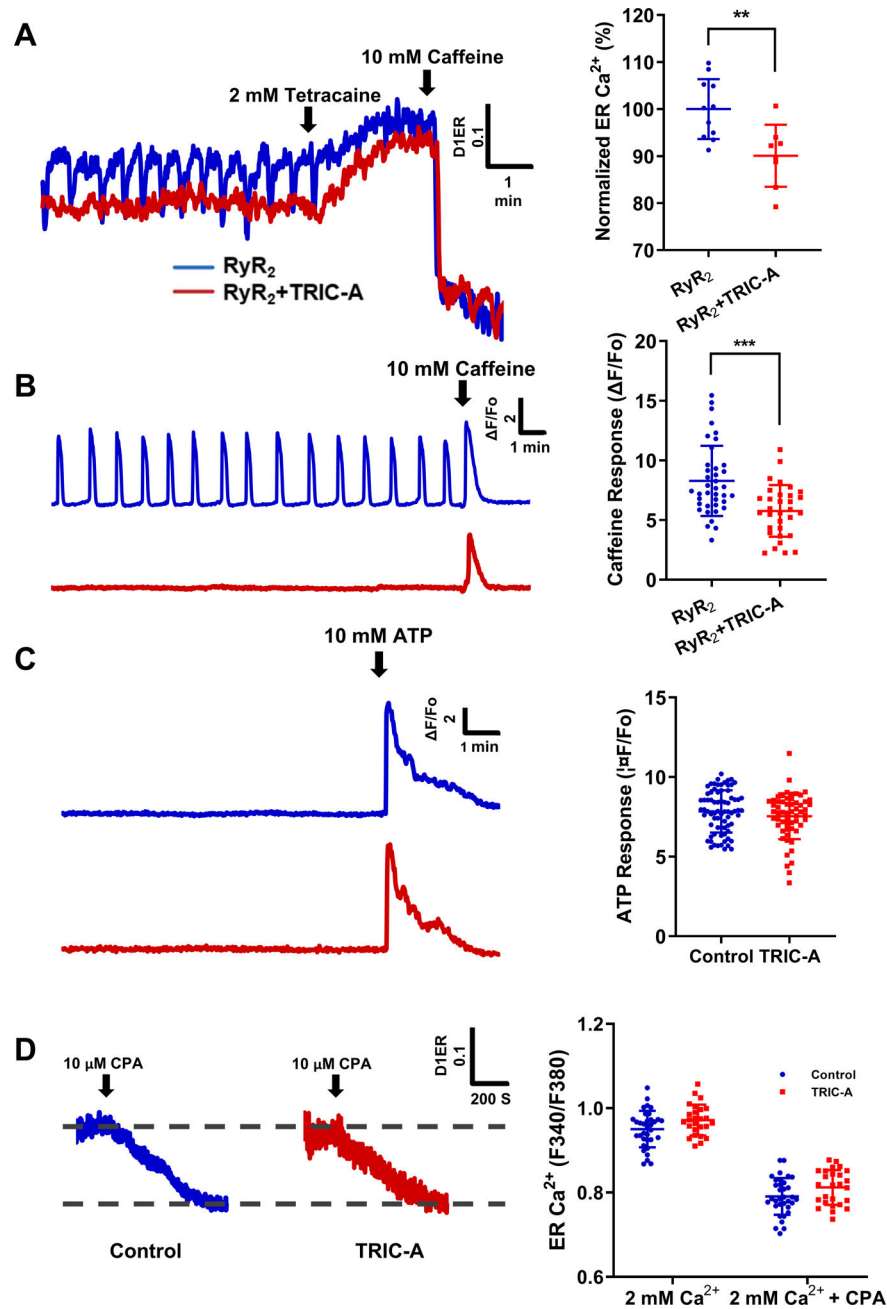 A
10 mM Caffeine
2 mM Tetracaine
D1ER
0.1
1
min
RyR₂
RyR₂+TRIC-A
**
Normalized ER Ca²⁺ (%)
120
110
100
90
80
70
RyR₂
RyR₂+TRIC-A
B
10 mM Caffeine
ΔF/Fo
2
1 min
***
Caffeine Response (ΔF/Fo)
20
15
10
5
0
RyR₂
RyR₂+TRIC-A
C
10 mM ATP
ΔF/Fo
2
1 min
ATP Response (¦¤F/Fo)
15
10
5
0
Control TRIC-A
D
10 µM CPA
10 µM CPA
D1ER
0.1
200 S
Control
TRIC-A
ER Ca²⁺ (F340/F380)
1.2
1.0
0.8
0.6
Control
TRIC-A
2 mM Ca²⁺
2 mM Ca²⁺ + CPA